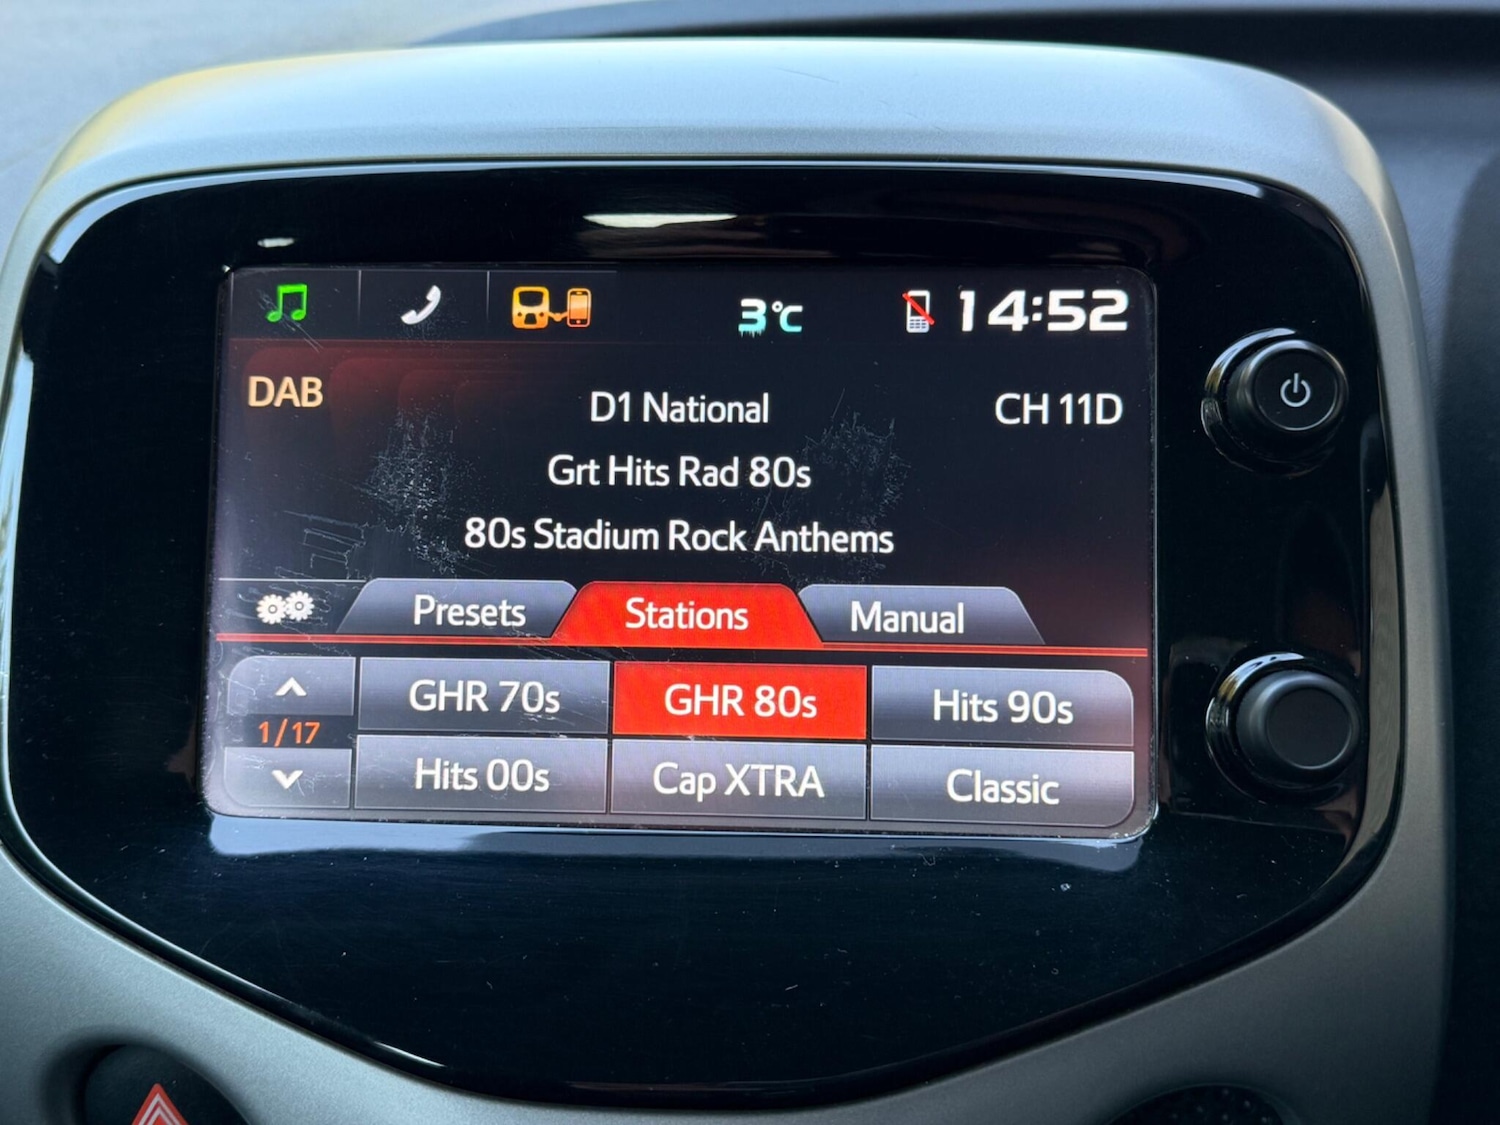 3°C 14:52
DAB D1 National CH 11D
Grt Hits Rad 80s
80s Stadium Rock Anthems
Presets Stations Manual
GHR 70s GHR 80s Hits 90s
1/17
Hits 00s Cap XTRA Classic